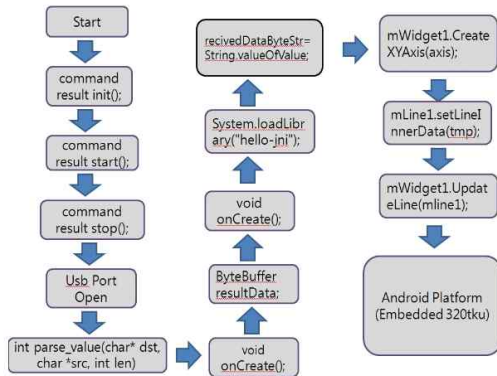 Start
command
result init();
command
result start();
command
result stop();
Usb Port
Open
int parse_value(char* dst,
char *src, int len)
void
onCreate();
ByteBuffer
resultData;
void
onCreate();
System.loadLibr
ary("hello-jni");
recivedDataByteStr=
String.valueOfValue;
mWidget1.Create
XYAxis(axis);
mLine1.setLineI
nnerData(tmp);
mWidget1.Updat
eLine(mline1);
Android Platform
(Embedded 320tku)